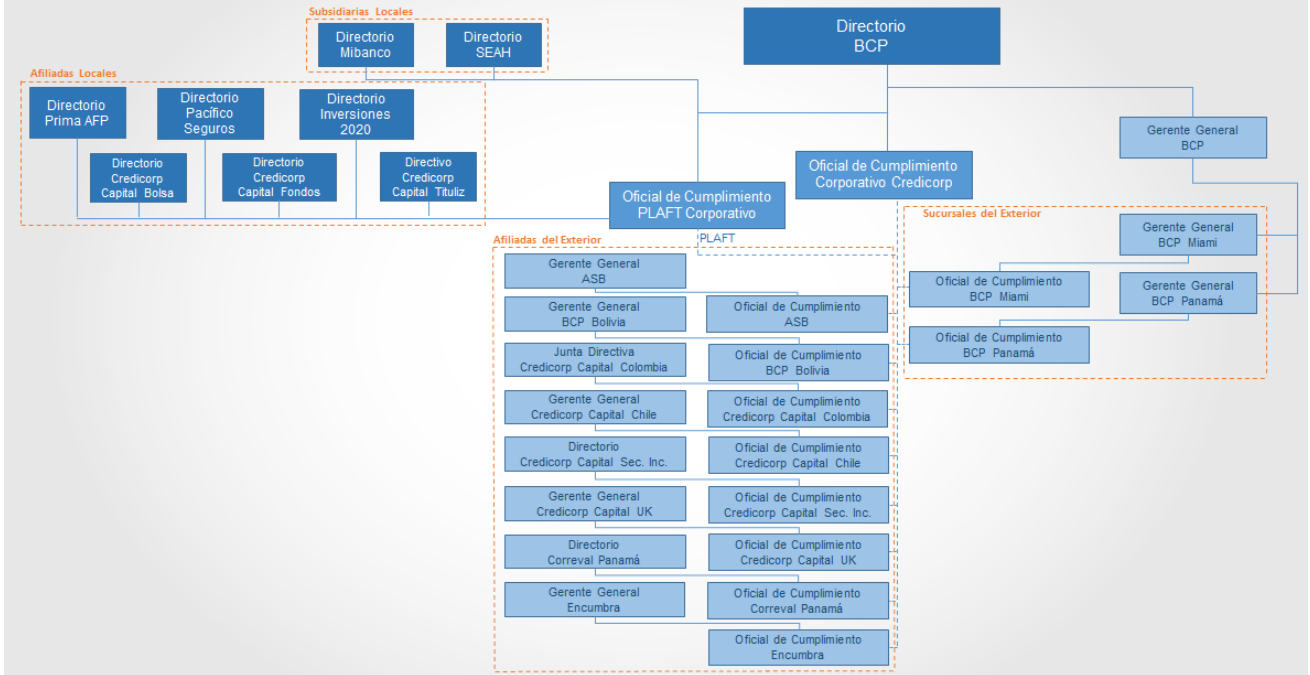 Subsidiarias Locales
Directorio
Mibanco
Directorio
SEAH
Directorio
BCP
Afiliadas Locales
Directorio
Prima AFP
Directorio
Pacífico
Seguros
Directorio
Inversiones
2020
Directorio
Credicorp
Capital Bolsa
Directorio
Credicorp
Capital Fondos
Directivo
Credicorp
Capital Tituliz
Gerente General
BCP
Oficial de Cumplimiento
Corporativo Credicorp
Oficial de Cumplimiento
PLAFT Corporativo
PLAFT
Sucursales del Exterior
Gerente General
BCP Miami
Oficial de Cumplimiento
BCP Miami
Gerente General
BCP Panamá
Oficial de Cumplimiento
BCP Panamá
Afiliadas del Exterior
Gerente General
ASB
Oficial de Cumplimiento
ASB
Gerente General
BCP Bolivia
Oficial de Cumplimiento
BCP Bolivia
Junta Directiva
Credicorp Capital Colombia
Oficial de Cumplimiento
Credicorp Capital Colombia
Gerente General
Credicorp Capital Chile
Oficial de Cumplimiento
Credicorp Capital Chile
Directorio
Credicorp Capital Sec. Inc.
Oficial de Cumplimiento
Credicorp Capital Sec. Inc.
Gerente General
Credicorp Capital UK
Oficial de Cumplimiento
Credicorp Capital UK
Directorio
Correval Panamá
Oficial de Cumplimiento
Correval Panamá
Gerente General
Encumbra
Oficial de Cumplimiento
Encumbra